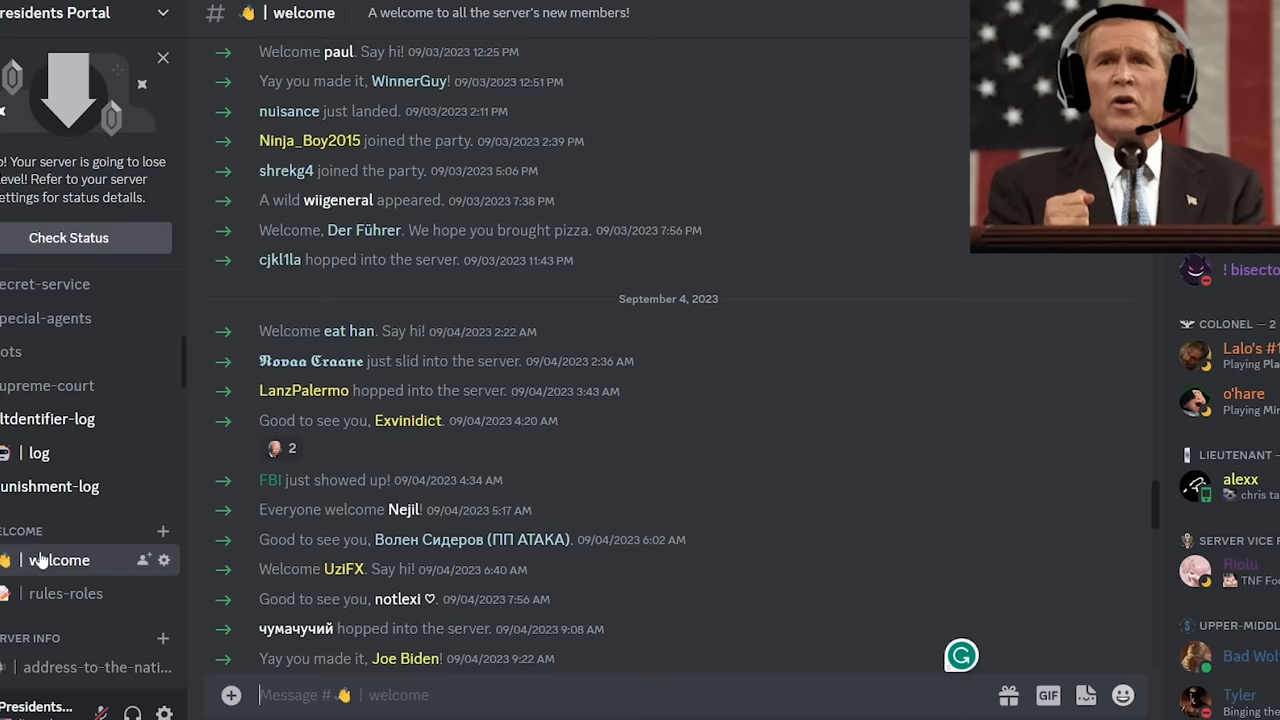 residents Portal
# 👋 | welcome A welcome to all the server's new members!
Welcome paul. Say hi! 09/03/2023 12:25 PM
Yay you made it, WinnerGuy! 09/03/2023 12:51 PM
nuisance just landed. 09/03/2023 2:11 PM
Ninja_Boy2015 joined the party. 09/03/2023 2:39 PM
shrekg4 joined the party. 09/03/2023 5:06 PM
A wild wiigeneral appeared. 09/03/2023 7:38 PM
Welcome, Der Führer. We hope you brought pizza. 09/03/2023 7:56 PM
cjkl1la hopped into the server. 09/03/2023 11:43 PM
September 4, 2023
Welcome eat han. Say hi! 09/04/2023 2:22 AM
𝕹𝖔𝖛𝖆𝖆 𝕮𝖗𝖆𝖆𝖓𝖊 just slid into the server. 09/04/2023 2:36 AM
LanzPalermo hopped into the server. 09/04/2023 3:43 AM
Good to see you, Exvinidict. 09/04/2023 4:20 AM
2
FBI just showed up! 09/04/2023 4:34 AM
Everyone welcome Nejil! 09/04/2023 5:17 AM
Good to see you, Волен Сидеров (ПП АТАКА). 09/04/2023 6:02 AM
Welcome UziFX. Say hi! 09/04/2023 6:40 AM
Good to see you, notlexi ♡. 09/04/2023 7:56 AM
чумачучий hopped into the server. 09/04/2023 9:08 AM
Yay you made it, Joe Biden! 09/04/2023 9:22 AM
Message # 👋 | welcome
GIF
o! Your server is going to lose
evel! Refer to your server
ettings for status details.
Check Status
ecret-service
pecial-agents
ots
upreme-court
ltdentifier-log
| log
unishment-log
ELCOME
👋 | welcome
| rules-roles
RVER INFO
| address-to-the-nati...
Presidents...
! bisecto
COLONEL — 2
Lalo's #1
Playing Pla
o'hare
Playing Min
LIEUTENANT —
alexx
chris ta
SERVER VICE P
Riolu
TNF Foo
UPPER-MIDDL
Bad Wol
Tyler
Binging the